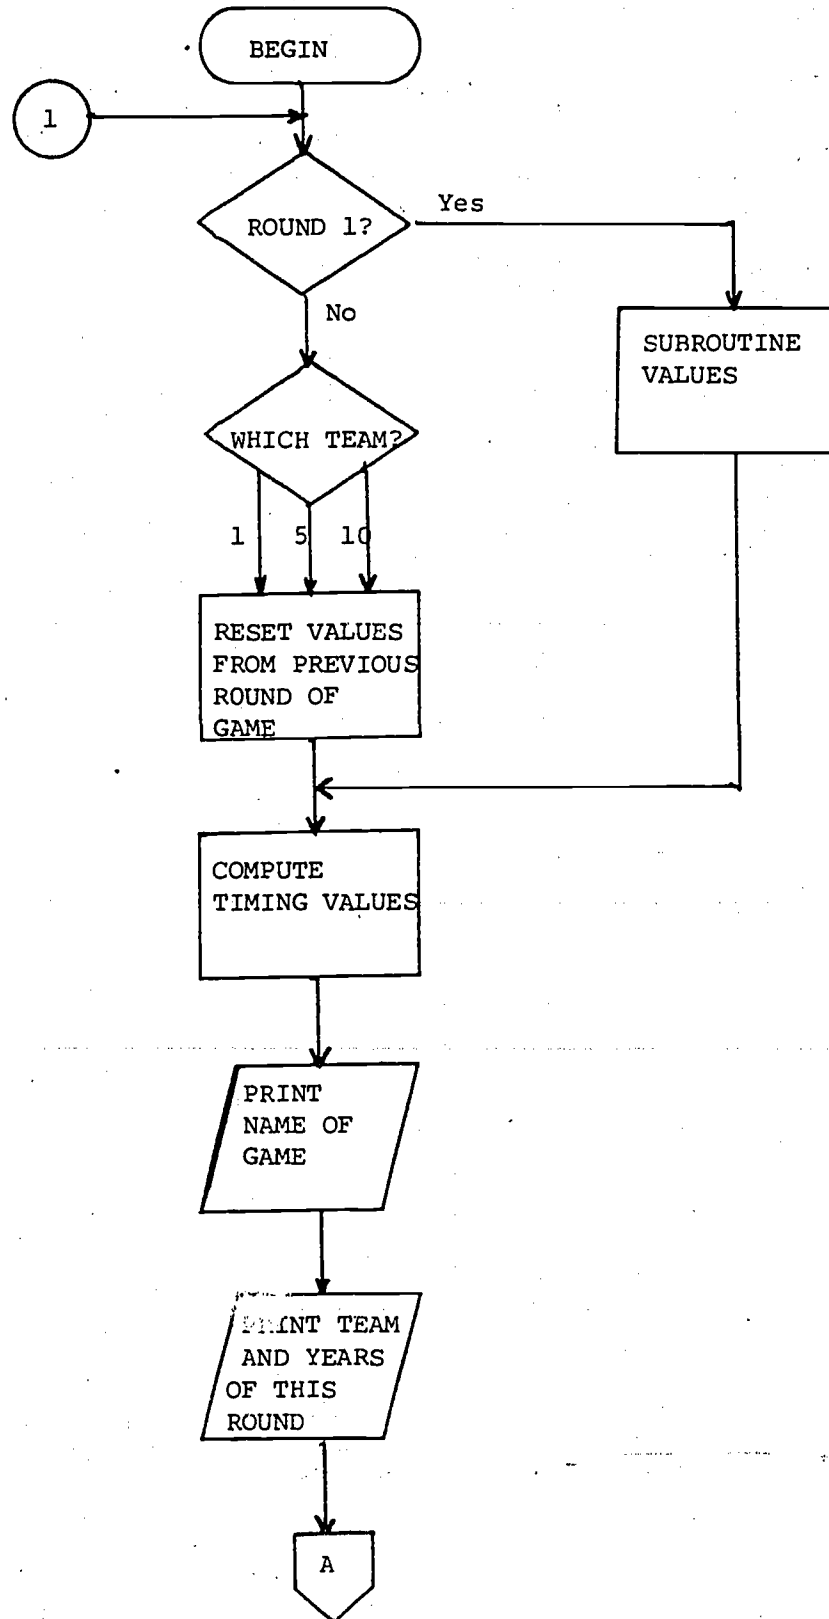 BEGIN
1
ROUND 1?
Yes
No
SUBROUTINE
VALUES
WHICH TEAM?
1 5 10
RESET VALUES
FROM PREVIOUS
ROUND OF
GAME
COMPUTE
TIMING VALUES
PRINT
NAME OF
GAME
PRINT TEAM
AND YEARS
OF THIS
ROUND
A